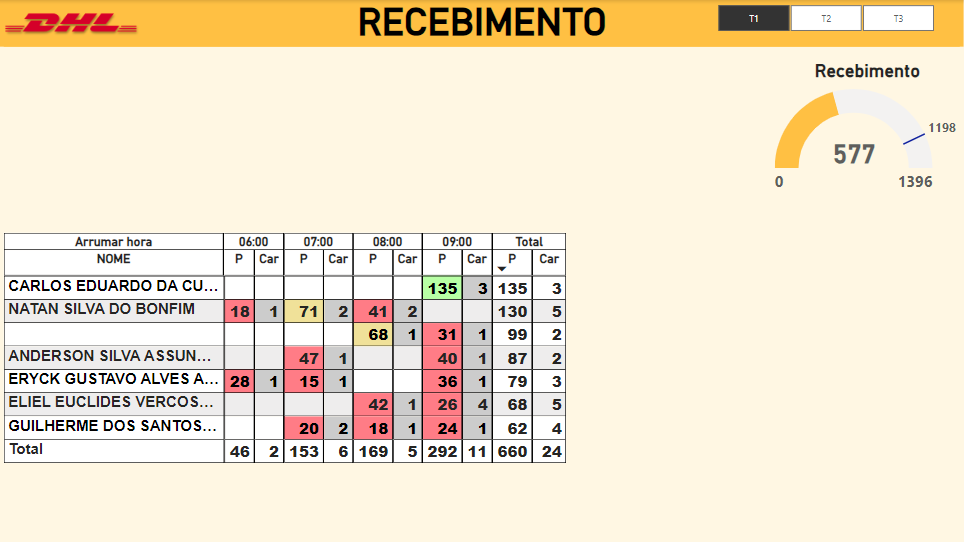 DHL
RECEBIMENTO
T1 T2 T3
Recebimento
1198
577
0 1396
Arrumar hora 06:00 07:00 08:00 09:00 Total
NOME P Car P Car P Car P Car P Car
CARLOS EDUARDO DA CU... 135 3 135 3
NATAN SILVA DO BONFIM 18 1 71 2 41 2 130 5
68 1 31 1 99 2
ANDERSON SILVA ASSUN... 47 1 40 1 87 2
ERYCK GUSTAVO ALVES A... 28 1 15 1 36 1 79 3
ELIEL EUCLIDES VERCOS... 42 1 26 4 68 5
GUILHERME DOS SANTOS... 20 2 18 1 24 1 62 4
Total 46 2 153 6 169 5 292 11 660 24